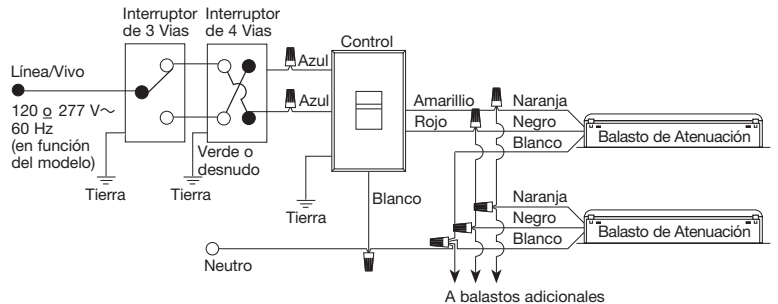 Interruptor
de 3 Vias
Interruptor
de 4 Vias
Control
Línea/Vivo
Azul
120 o 277 V~
60 Hz
(en función
del modelo)
Azul
Amarillio
Naranja
Rojo
Negro
Blanco
Balasto de Atenuación
Verde o
desnudo
Tierra
Tierra
Tierra
Blanco
Naranja
Negro
Blanco
Balasto de Atenuación
Neutro
A balastos adicionales